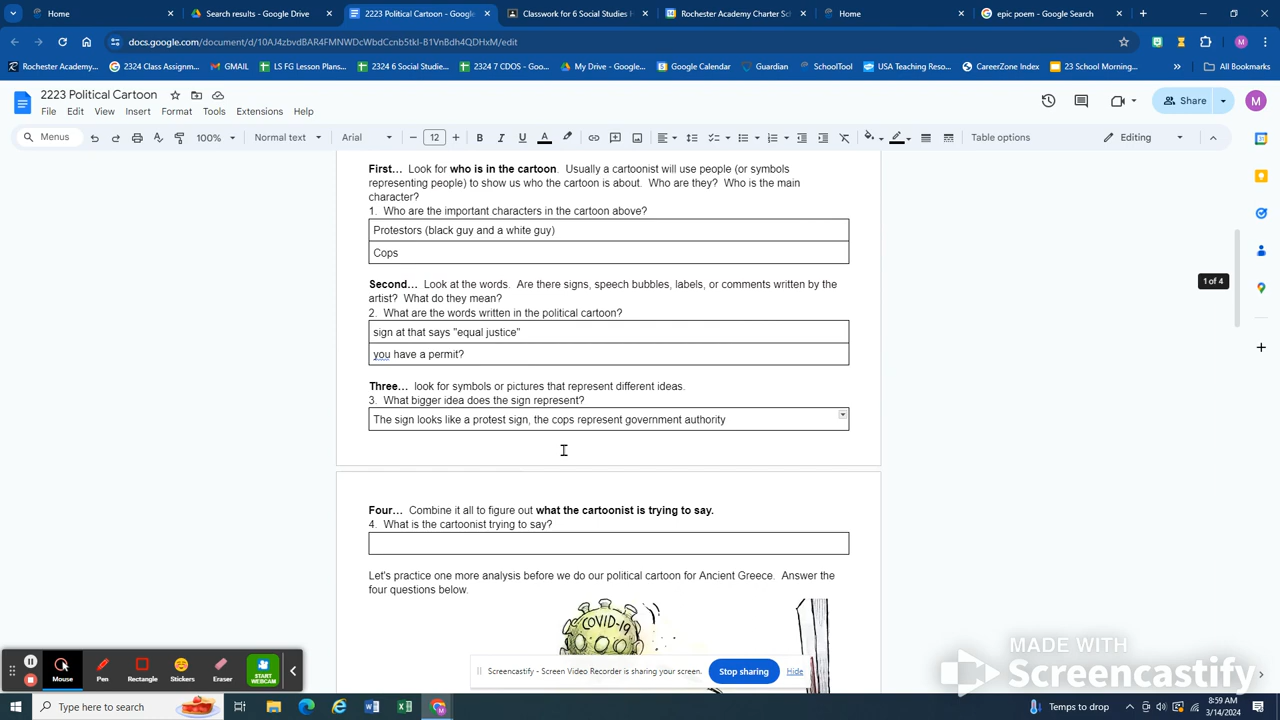 Home
Search results - Google Drive
2223 Political Cartoon - Google
Classwork for 6 Social Studies H
Rochester Academy Charter Sch
Home
epic poem - Google Search
docs.google.com/document/d/10AJ4zbvdBAR4FMNWDcWbdCcnb5tkI-B1VnBdh4QDHxM/edit
Rochester Academy...
2324 Class Assignm...
GMAIL
LS FG Lesson Plans...
2324 6 Social Studie...
2324 7 CDOS - Goo...
My Drive - Google...
Google Calendar
Guardian
SchoolTool
USA Teaching Resou...
CareerZone Index
23 School Morning...
All Bookmarks
2223 Political Cartoon
File Edit View Insert Format Tools Extensions Help
Share
M
Menus
100%
Normal text
Arial
12
Table options
Editing
First... Look for who is in the cartoon. Usually a cartoonist will use people (or symbols
representing people) to show us who the cartoon is about. Who are they? Who is the main
character?
1. Who are the important characters in the cartoon above?
Protestors (black guy and a white guy)
Cops
Second... Look at the words. Are there signs, speech bubbles, labels, or comments written by the
artist? What do they mean?
2. What are the words written in the political cartoon?
sign at that says "equal justice"
you have a permit?
1 of 4
Three... look for symbols or pictures that represent different ideas.
3. What bigger idea does the sign represent?
The sign looks like a protest sign, the cops represent government authority
Four... Combine it all to figure out what the cartoonist is trying to say.
4. What is the cartoonist trying to say?
Let's practice one more analysis before we do our political cartoon for Ancient Greece. Answer the
four questions below.
COVID-19
Mouse
Pen
Rectangle
Stickers
Eraser
START WEBCAM
Screencastify - Screen Video Recorder is sharing your screen.
Stop sharing
Hide
MADE WITH
Screencastify
Type here to search
Temps to drop
8:59 AM
3/14/2024